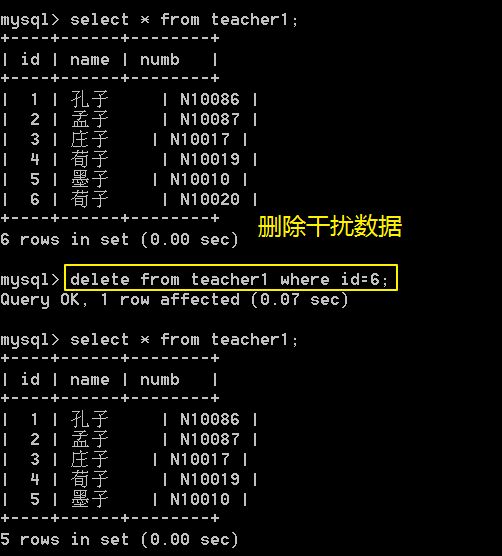 mysql> select * from teacher1;
+----+------+--------+
| id | name | numb   |
+----+------+--------+
|  1 | 孔子     | N10086 |
|  2 | 孟子     | N10087 |
|  3 | 庄子    | N10017 |
|  4 | 荀子     | N10019 |
|  5 | 墨子    | N10010 |
|  6 | 荀子     | N10020 |
+----+------+--------+
6 rows in set (0.00 sec)
删除干扰数据
mysql> delete from teacher1 where id=6;
Query OK, 1 row affected (0.07 sec)
mysql> select * from teacher1;
+----+------+--------+
| id | name | numb   |
+----+------+--------+
|  1 | 孔子     | N10086 |
|  2 | 孟子     | N10087 |
|  3 | 庄子    | N10017 |
|  4 | 荀子     | N10019 |
|  5 | 墨子    | N10010 |
+----+------+--------+
5 rows in set (0.00 sec)